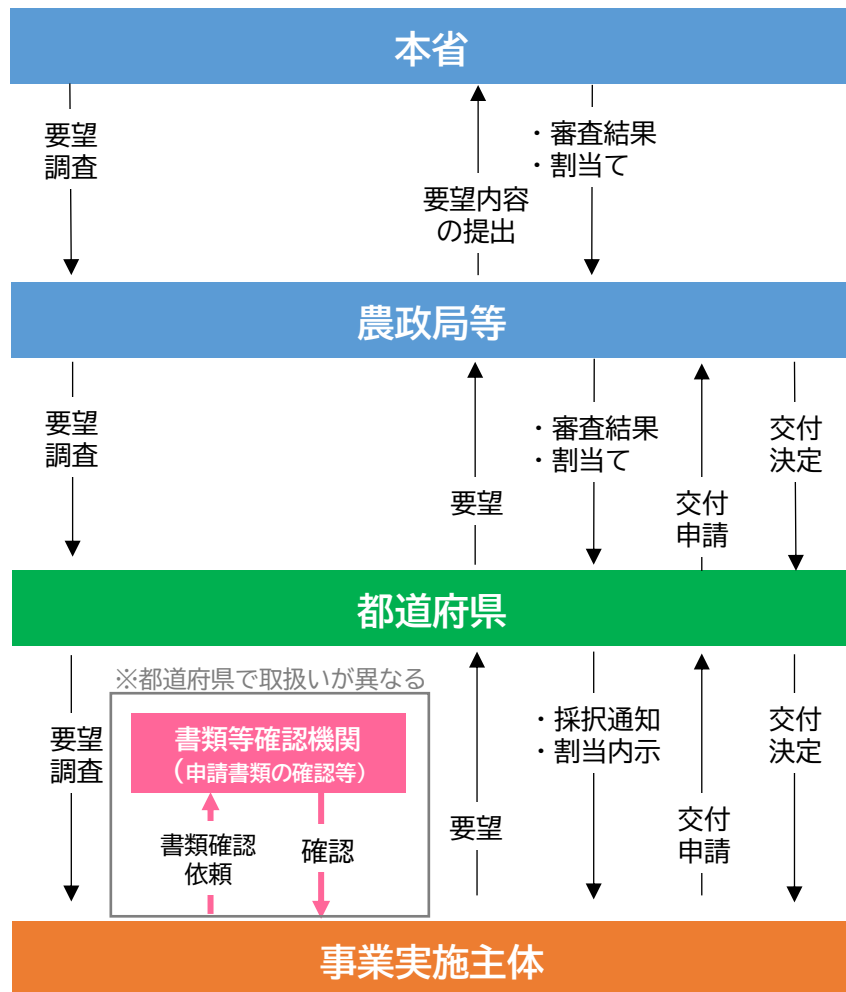 本省
要望
調査
要望内容
の提出
・審査結果
・割当て
農政局等
要望
調査
要望
・審査結果
・割当て
交付
申請
交付
決定
都道府県
※都道府県で取扱いが異なる
要望
調査
書類等確認機関
（申請書類の確認等）
書類確認
依頼
確認
要望
・採択通知
・割当内示
交付
申請
交付
決定
事業実施主体